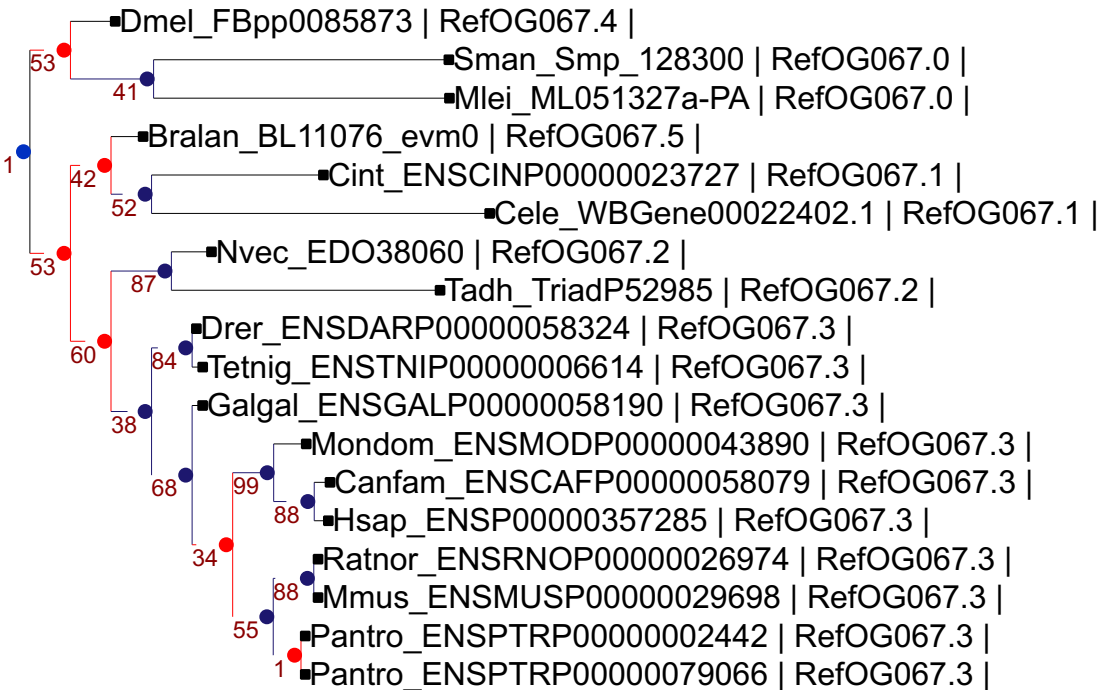 Dmel_FBpp0085873 | RefOG067.4 |
53
Sman_Smp_128300 | RefOG067.0 |
41
Mlei_ML051327a-PA | RefOG067.0 |
Bralan_BL11076_evm0 | RefOG067.5 |
1
42
Cint_ENSCINP00000023727 | RefOG067.1 |
52
Cele_WBGene00022402.1 | RefOG067.1 |
Nvec_EDO38060 | RefOG067.2 |
53
87
Tadh_TriadP52985 | RefOG067.2 |
Drer_ENSDARP00000058324 | RefOG067.3 |
60
84
Tetnig_ENSTNIP00000006614 | RefOG067.3 |
Galgal_ENSGALP00000058190 | RefOG067.3 |
38
Mondom_ENSMODP00000043890 | RefOG067.3 |
68
99
Canfam_ENSCAFP00000058079 | RefOG067.3 |
88
Hsap_ENSP00000357285 | RefOG067.3 |
34
Ratnor_ENSRNOP00000026974 | RefOG067.3 |
88
Mmus_ENSMUSP00000029698 | RefOG067.3 |
55
Pantro_ENSPTRP00000002442 | RefOG067.3 |
1
Pantro_ENSPTRP00000079066 | RefOG067.3 |